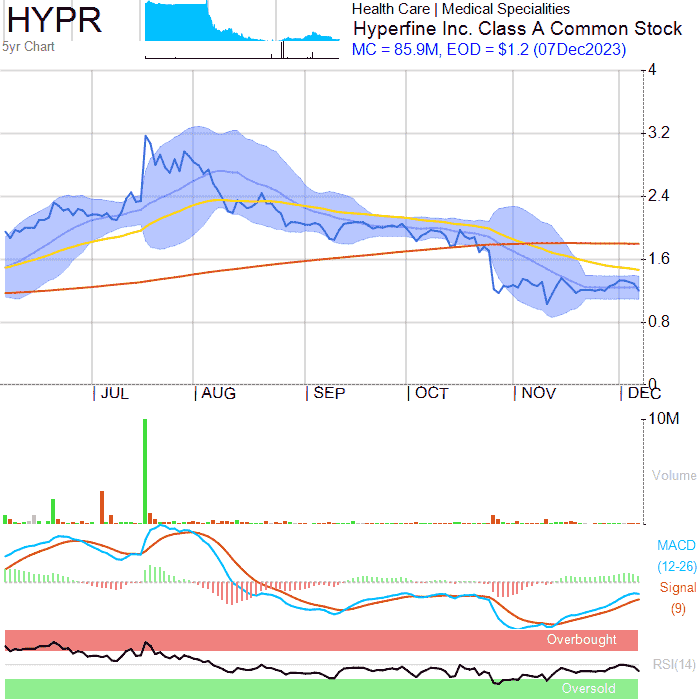 HYPR
5yr Chart
Health Care | Medical Specialities
Hyperfine Inc. Class A Common Stock
MC = 85.9M, EOD = $1.2 (07Dec2023)
4
3.2
2.4
1.6
0.8
0
JUL AUG SEP OCT NOV DEC
10M
Volume
MACD
(12-26)
Signal
(9)
Overbought
RSI(14)
Oversold